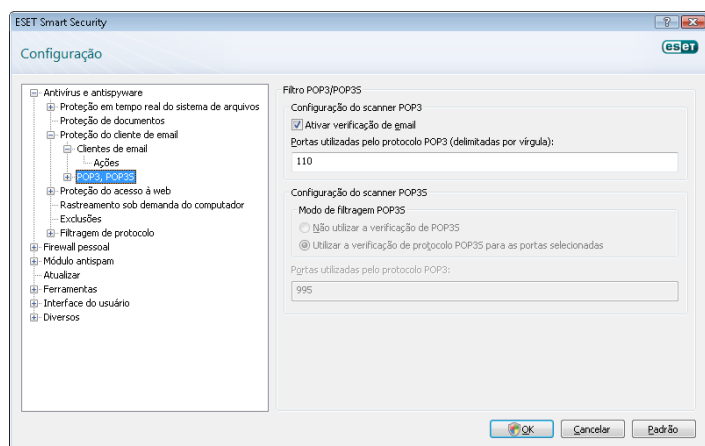 ESET Smart Security
Configuração
eseT
Antivírus e antispyware
Proteção em tempo real do sistema de arquivos
Proteção de documentos
Proteção do cliente de email
Clientes de email
Ações
POP3, POP3S
Proteção do acesso à web
Rastreamento sob demanda do computador
Exclusões
Filtragem de protocolo
Firewall pessoal
Módulo antispam
Atualizar
Ferramentas
Interface do usuário
Diversos
Filtro POP3/POP3S
Configuração do scanner POP3
Ativar verificação de email
Portas utilizadas pelo protocolo POP3 (delimitadas por vírgula):
110
Configuração do scanner POP3S
Modo de filtragem POP3S
Não utilizar a verificação de POP3S
Utilizar a verificação de protocolo POP3S para as portas selecionadas
Portas utilizadas pelo protocolo POP3:
995
OK
Cancelar
Padrão